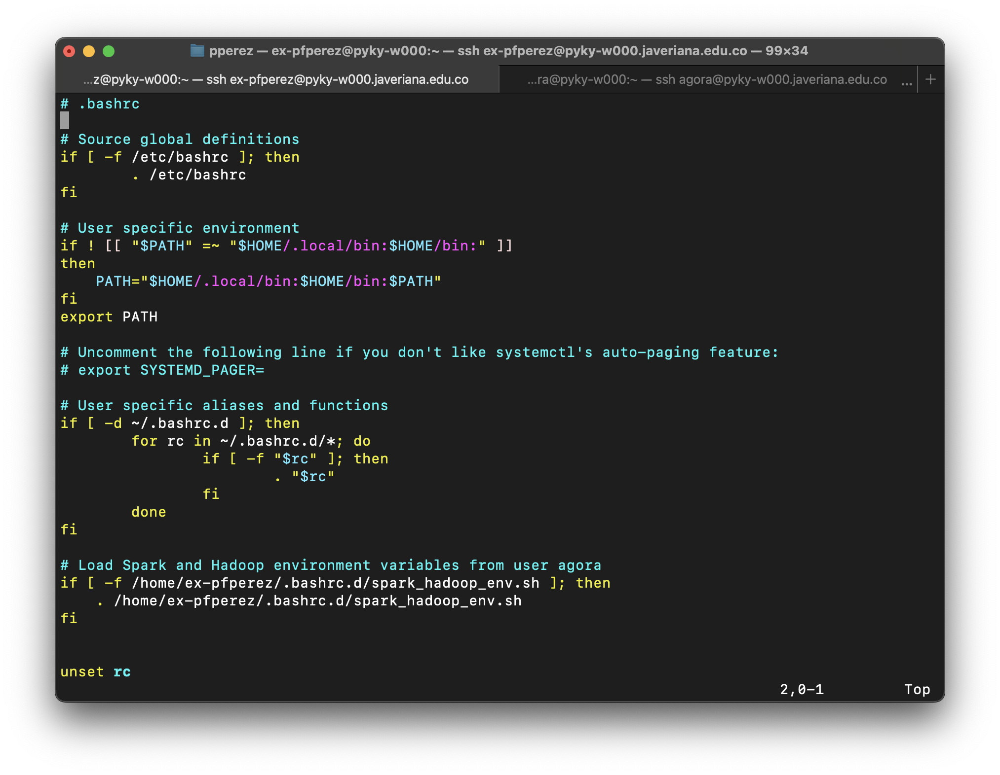 pperez — ex-pfperez@pyky-w000:~ — ssh ex-pfperez@pyky-w000.javeriana.edu.co — 99×34
...z@pyky-w000:~ — ssh ex-pfperez@pyky-w000.javeriana.edu.co
...ra@pyky-w000:~ — ssh agora@pyky-w000.javeriana.edu.co ... +
# .bashrc
# Source global definitions
if [ -f /etc/bashrc ]; then
        . /etc/bashrc
fi
# User specific environment
if ! [[ "$PATH" =~ "$HOME/.local/bin:$HOME/bin:" ]]
then
    PATH="$HOME/.local/bin:$HOME/bin:$PATH"
fi
export PATH
# Uncomment the following line if you don't like systemctl's auto-paging feature:
# export SYSTEMD_PAGER=
# User specific aliases and functions
if [ -d ~/.bashrc.d ]; then
        for rc in ~/.bashrc.d/*; do
                if [ -f "$rc" ]; then
                        . "$rc"
                fi
        done
fi
# Load Spark and Hadoop environment variables from user agora
if [ -f /home/ex-pfperez/.bashrc.d/spark_hadoop_env.sh ]; then
    . /home/ex-pfperez/.bashrc.d/spark_hadoop_env.sh
fi
unset rc
2,0-1 Top